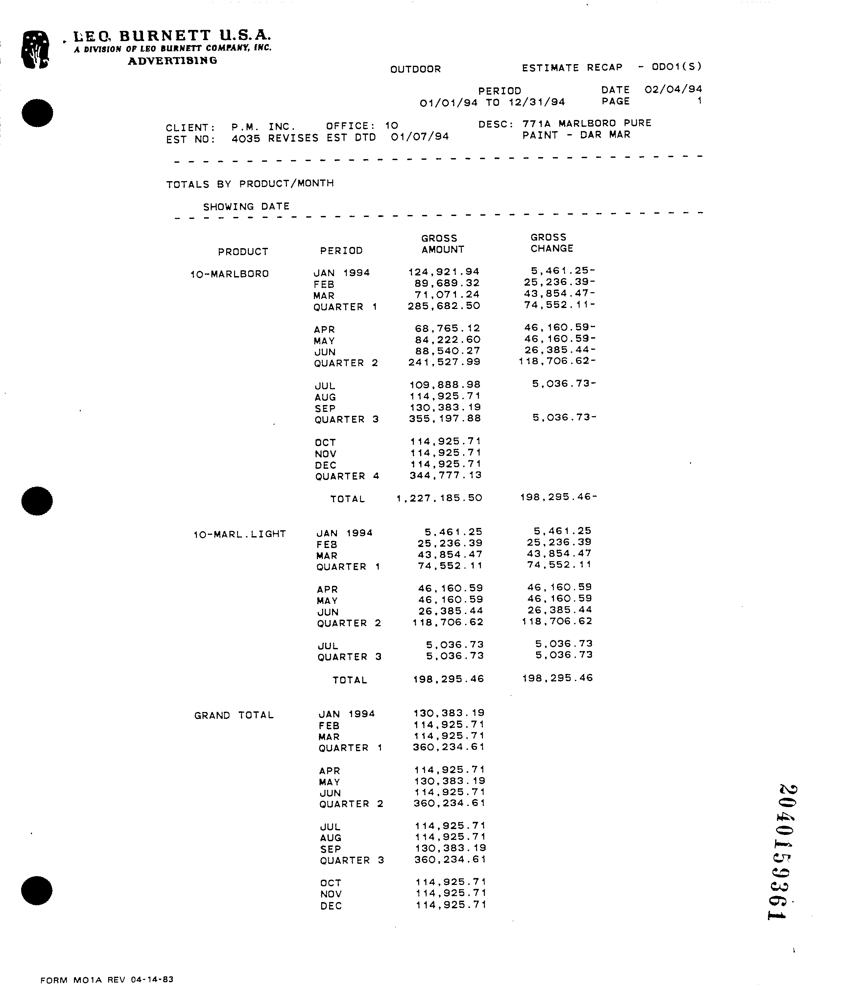 LEO BURNETT U.S.A.
A DIVISION OF LEO BURNETT COMPANY, INC.
ADVERTISING
OUTDOOR ESTIMATE RECAP - OD01(S)
PERIOD DATE 02/04/94
01/01/94 TO 12/31/94 PAGE 1
CLIENT: P.M. INC. OFFICE: 10 DESC: 771A MARLBORO PURE
EST NO: 4035 REVISES EST DTD 01/07/94 PAINT - DAR MAR
TOTALS BY PRODUCT/MONTH
SHOWING DATE
GROSS GROSS
PRODUCT PERIOD AMOUNT CHANGE
10-MARLBORO JAN 1994 124,921.94 5,461.25-
FEB 89,689.32 25,236.39-
MAR 71,071.24 43,854.47-
QUARTER 1 285,682.50 74,552.11-
APR 68,765.12 46,160.59-
MAY 84,222.60 46,160.59-
JUN 88,540.27 26,385.44-
QUARTER 2 241,527.99 118,706.62-
JUL 109,888.98 5,036.73-
AUG 114,925.71
SEP 130,383.19
QUARTER 3 355,197.88 5,036.73-
OCT 114,925.71
NOV 114,925.71
DEC 114,925.71
QUARTER 4 344,777.13
TOTAL 1,227,185.50 198,295.46-
10-MARL.LIGHT JAN 1994 5,461.25 5,461.25
FEB 25,236.39 25,236.39
MAR 43,854.47 43,854.47
QUARTER 1 74,552.11 74,552.11
APR 46,160.59 46,160.59
MAY 46,160.59 46,160.59
JUN 26,385.44 26,385.44
QUARTER 2 118,706.62 118,706.62
JUL 5,036.73 5,036.73
QUARTER 3 5,036.73 5,036.73
TOTAL 198,295.46 198,295.46
GRAND TOTAL JAN 1994 130,383.19
FEB 114,925.71
MAR 114,925.71
QUARTER 1 360,234.61
APR 114,925.71
MAY 130,383.19
JUN 114,925.71
QUARTER 2 360,234.61
JUL 114,925.71
AUG 114,925.71
SEP 130,383.19
QUARTER 3 360,234.61
OCT 114,925.71
NOV 114,925.71
DEC 114,925.71
2040159361
FORM M01A REV 04-14-83